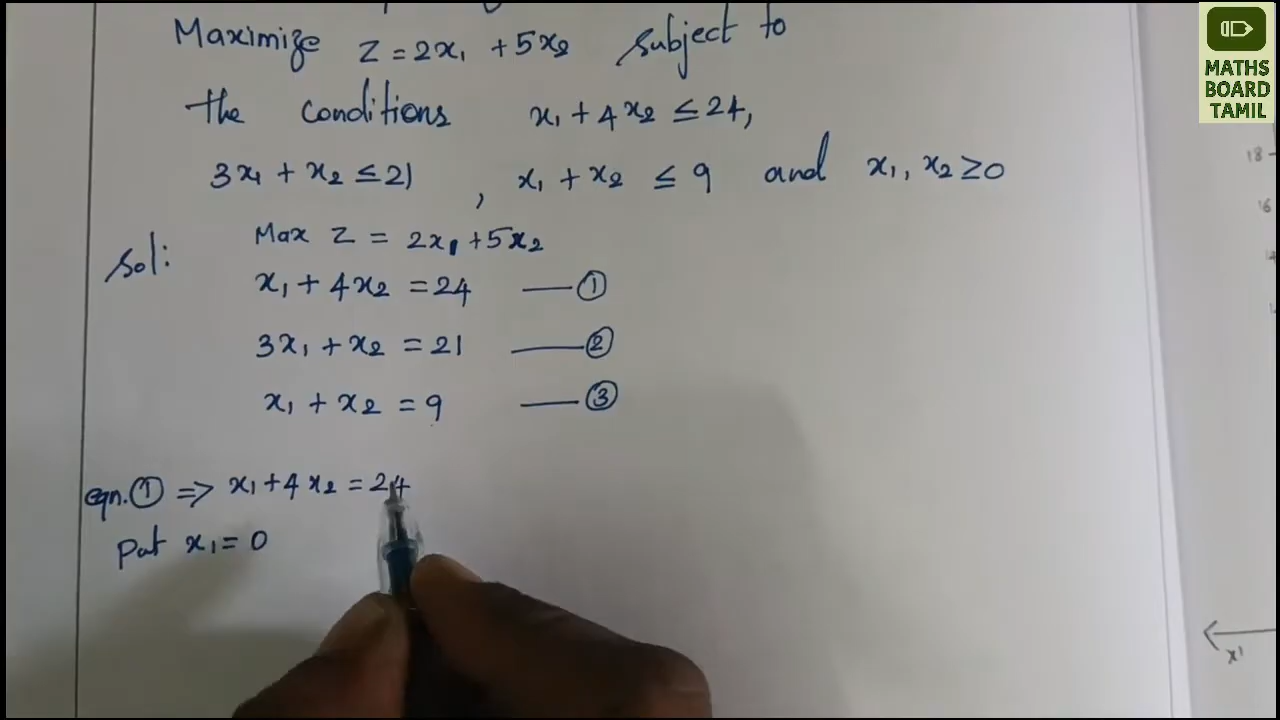 Maximize Z = 2x₁ + 5x₂ subject to
the conditions x₁ + 4x₂ ≤ 24,
3x₁ + x₂ ≤ 21, x₁ + x₂ ≤ 9 and x₁, x₂ ≥ 0
Sol: Max Z = 2x₁ + 5x₂
x₁ + 4x₂ = 24 —— ①
3x₁ + x₂ = 21 —— ②
x₁ + x₂ = 9 —— ③
eqn. ① ⇒ x₁ + 4x₂ = 24
Put x₁ = 0
MATHS
BOARD
TAMIL
18
16
x'